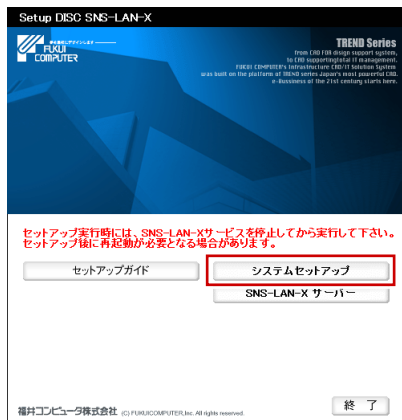 Setup DISC SNS-LAN-X
FUKUI
COMPUTER
TREND Series
from CAD FOR disign support system,
to CAD supportingtotal IT management.
FUKUI COMPUTER's Infrastructure CAD/IT Solution System
was built on the platform of TREND series Japan's most powerful CAD.
e-Bussiness of the 21st century starts here.
セットアップ実行時には、SNS-LAN-Xサービスを停止してから実行して下さい。
セットアップ後に再起動が必要となる場合があります。
セットアップガイド
システムセットアップ
SNS-LAN-X サーバー
福井コンピュータ株式会社 (C) FUKUICOMPUTER,Inc. All rights reserved.
終 了